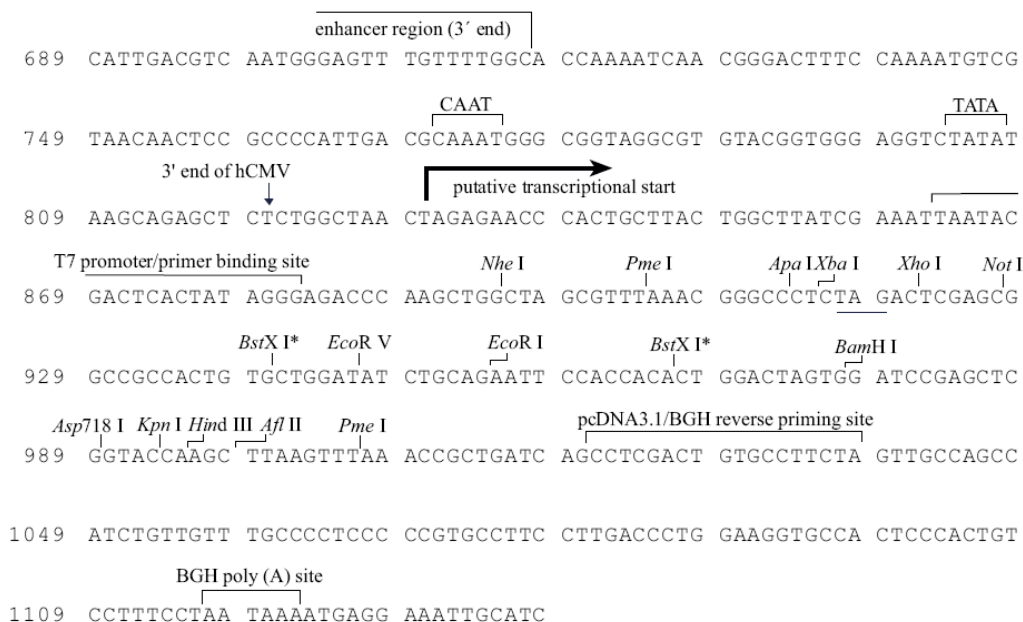 enhancer region (3´ end)
689 CATTGACGTC AATGGGAGTT TGTTTTGGCA CCAAAATCAA CGGGACTTTC CAAAATGTCG
CAAT TATA
749 TAACAACTCC GCCCCATTGA CGCAAATGGG CGGTAGGCGT GTACGGTGGG AGGTCTATAT
3' end of hCMV
putative transcriptional start
809 AAGCAGAGCT CTCTGGCTAAC CTAGAGAACCC CACTGCTTAC TGGCTTATCG AAATTAATAC
T7 promoter/primer binding site Nhe I Pme I Apa I Xba I Xho I Not I
869 GACTCACTAT AGGGAGACCC AAGCTGGCTA GCGTTTAAAC GGGCCCTCTAG ACTCGAGCG
BstX I* EcoR V EcoR I BstX I* BamH I
929 GCCGCCACTG TGCTGGATAT CTGCAGAATT CCACCACACT GGACTAGTGG ATCCGAGCTC
Asp718 I Kpn I Hind III Afl II Pme I pcDNA3.1/BGH reverse priming site
989 GGTACCAAGC TTAAGTTTAA ACCGCTGATC AGCCTCGACT GTGCCTTCTA GTTGCCAGCC
1049 ATCTGTTGTT TGCCCCTCCC CCGTGCCTTC CTTGACCCTG GAAGGTGCCA CTCCCACTGT
BGH poly (A) site
1109 CCTTTCCTAA TAAAATGAGG AAATTGCATC